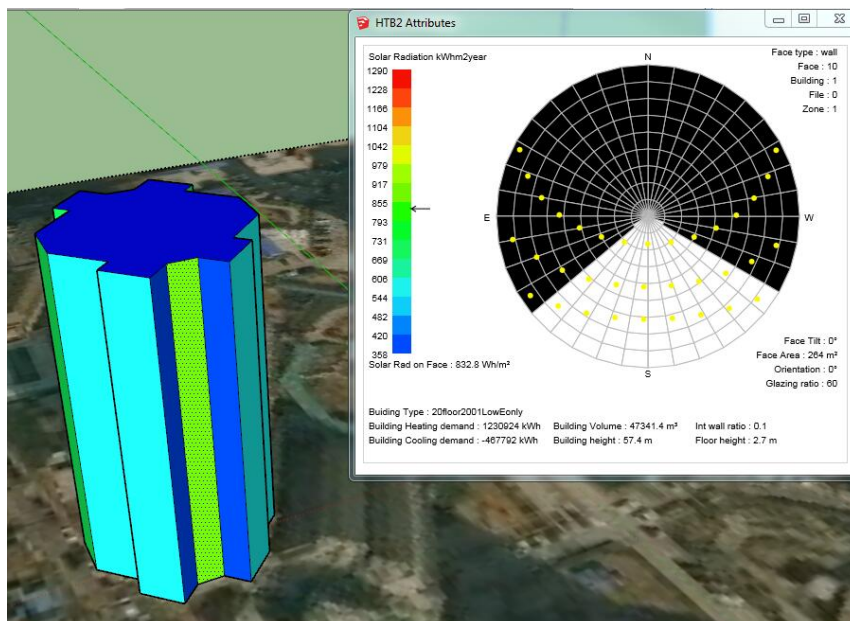 HTB2 Attributes
Solar Radiation kWhm2year
1290
1228
1166
1104
1042
979
917
855
793
731
669
606
544
482
420
358
Solar Rad on Face : 832.8 Wh/m²
N
E
W
S
Face type : wall
Face : 10
Building : 1
File : 0
Zone : 1
Face Tilt : 0°
Face Area : 264 m²
Orientation : 0°
Glazing ratio : 60
Buiding Type : 20floor2001LowEonly
Building Heating demand : 1230924 kWh Building Volume : 47341.4 m³ Int wall ratio : 0.1
Building Cooling demand : -467792 kWh Building height : 57.4 m Floor height : 2.7 m